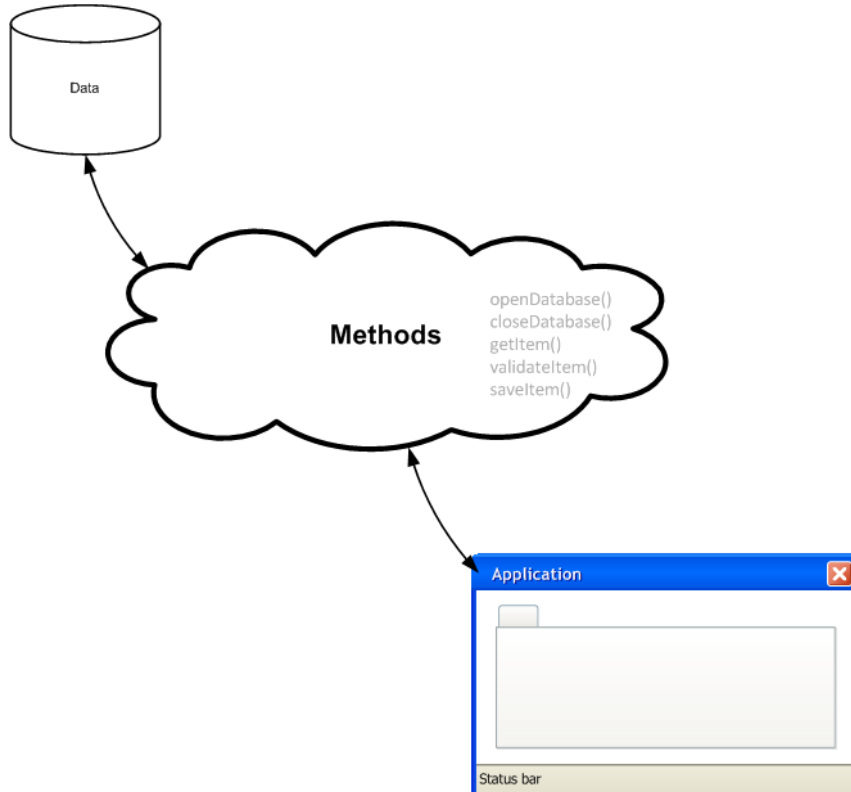 Data
Methods
openDatabase()
closeDatabase()
getItem()
validateItem()
saveItem()
Application
Status bar